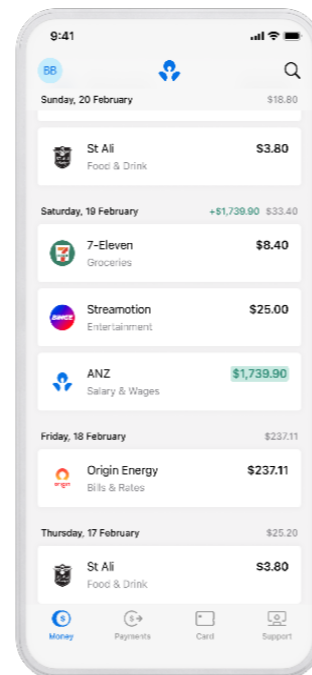 9:41
BB
Sunday, 20 February $18.80
St Ali $3.80
Food & Drink
Saturday, 19 February +$1,739.90 $33.40
7-Eleven $8.40
Groceries
Streamotion $25.00
Entertainment
ANZ $1,739.90
Salary & Wages
Friday, 18 February $237.11
origin
Origin Energy $237.11
Bills & Rates
Thursday, 17 February $25.20
St Ali $3.80
Food & Drink
Money Payments Card Support